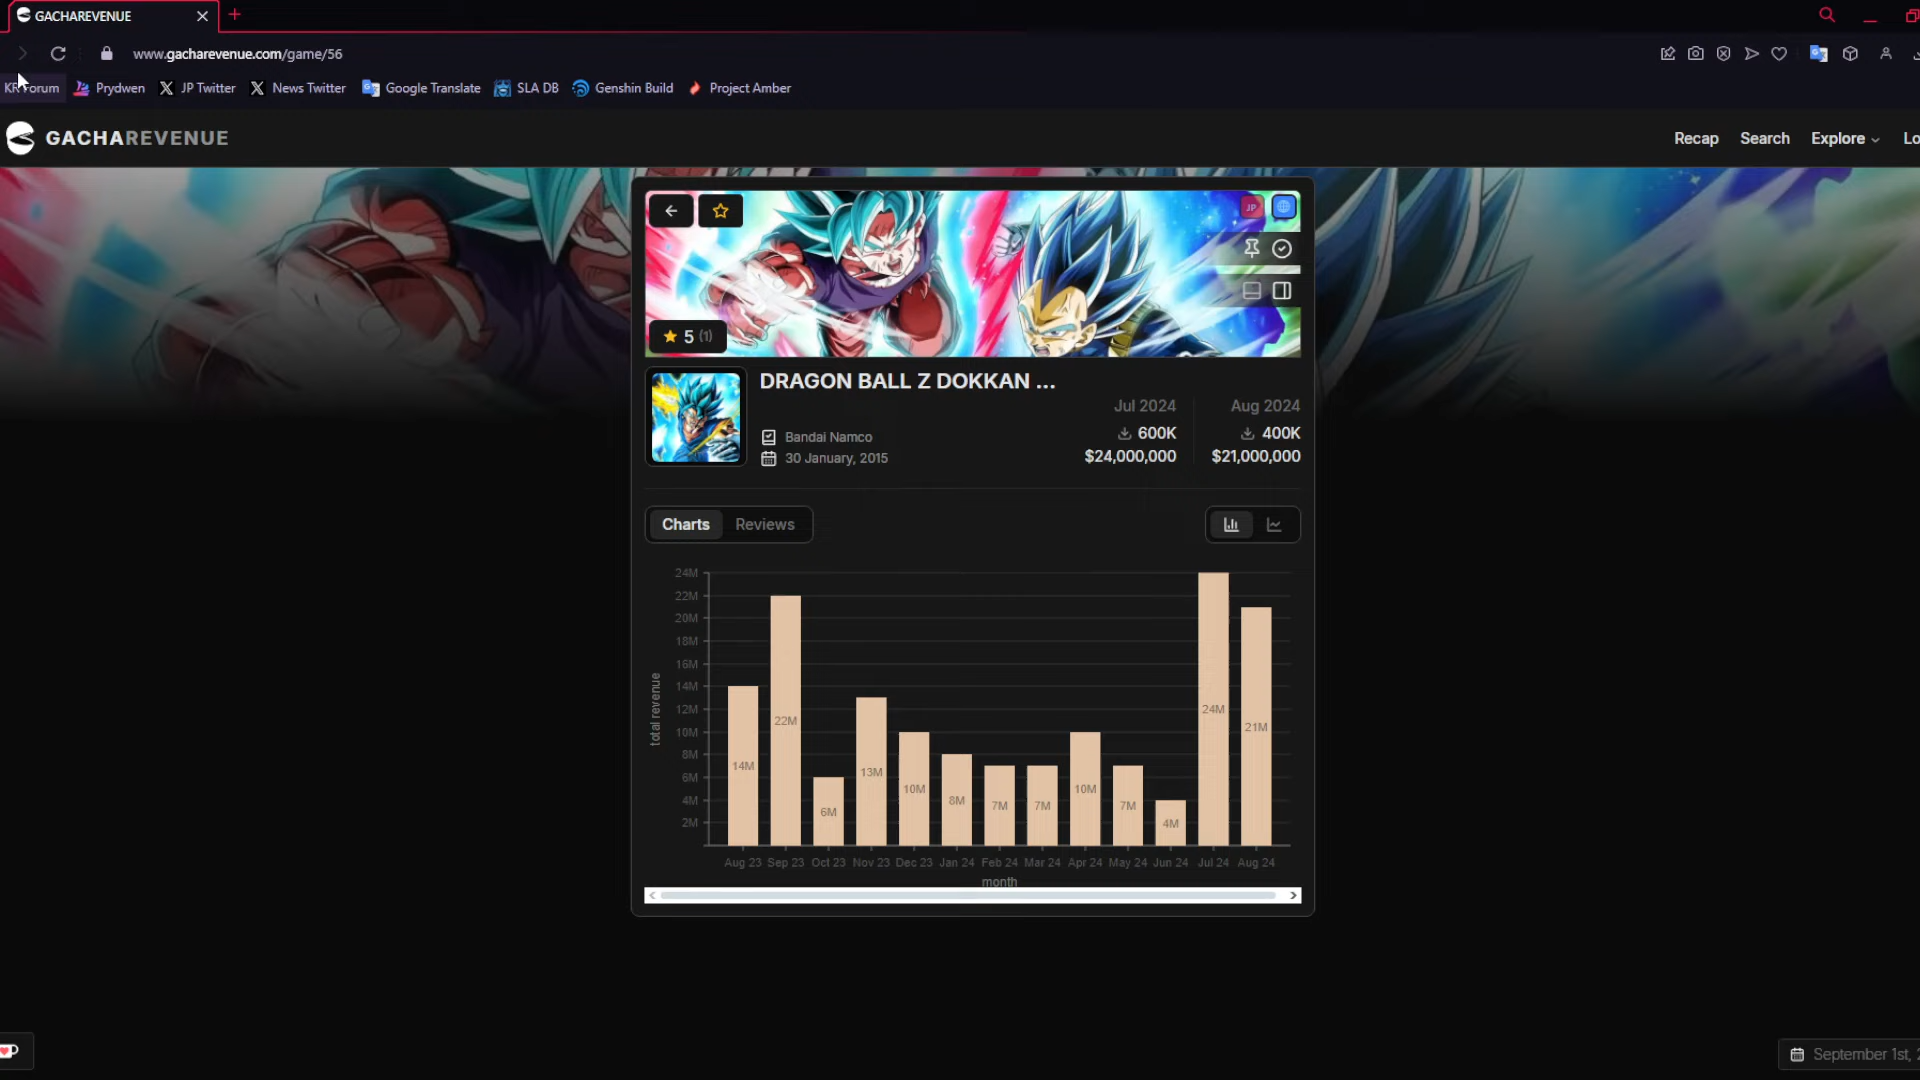 GACHAREVENUE
www.gacharevenue.com/game/56
KR Forum Prydwen JP Twitter News Twitter Google Translate SLA DB Genshin Build Project Amber
GACHAREVENUE
Recap Search Explore
JP
5 (1)
DRAGON BALL Z DOKKAN ...
Jul 2024 Aug 2024
Bandai Namco 600K 400K
30 January, 2015 $24,000,000 $21,000,000
Charts Reviews
24M
22M
20M
18M
16M
14M
12M
10M
8M
6M
4M
2M
total revenue
14M 22M 6M 13M 10M 8M 7M 7M 10M 7M 4M 24M 21M
Aug 23 Sep 23 Oct 23 Nov 23 Dec 23 Jan 24 Feb 24 Mar 24 Apr 24 May 24 Jun 24 Jul 24 Aug 24
month
September 1st,